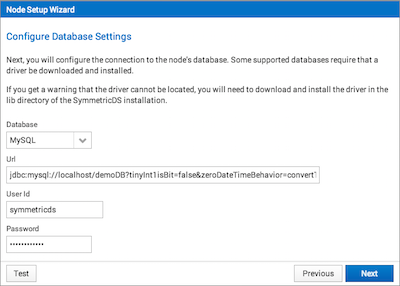 Node Setup Wizard
Configure Database Settings
Next, you will configure the connection to the node's database. Some supported databases require that a
driver be downloaded and installed.
If you get a warning that the driver cannot be located, you will need to download and install the driver in the
lib directory of the SymmetricDS installation.
Database
MySQL
Url
jdbc:mysql://localhost/demoDB?tinyInt1isBit=false&zeroDateTimeBehavior=convertT
User Id
symmetricds
Password
••••••••••••
Test
Previous
Next